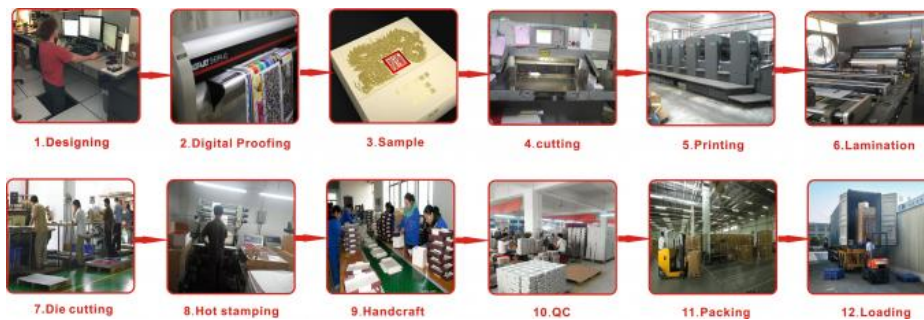 1.Designing
2.Digital Proofing
3.Sample
4.cutting
5.Printing
6.Lamination
7.Die cutting
8.Hot stamping
9.Handcraft
10.QC
11.Packing
12.Loading